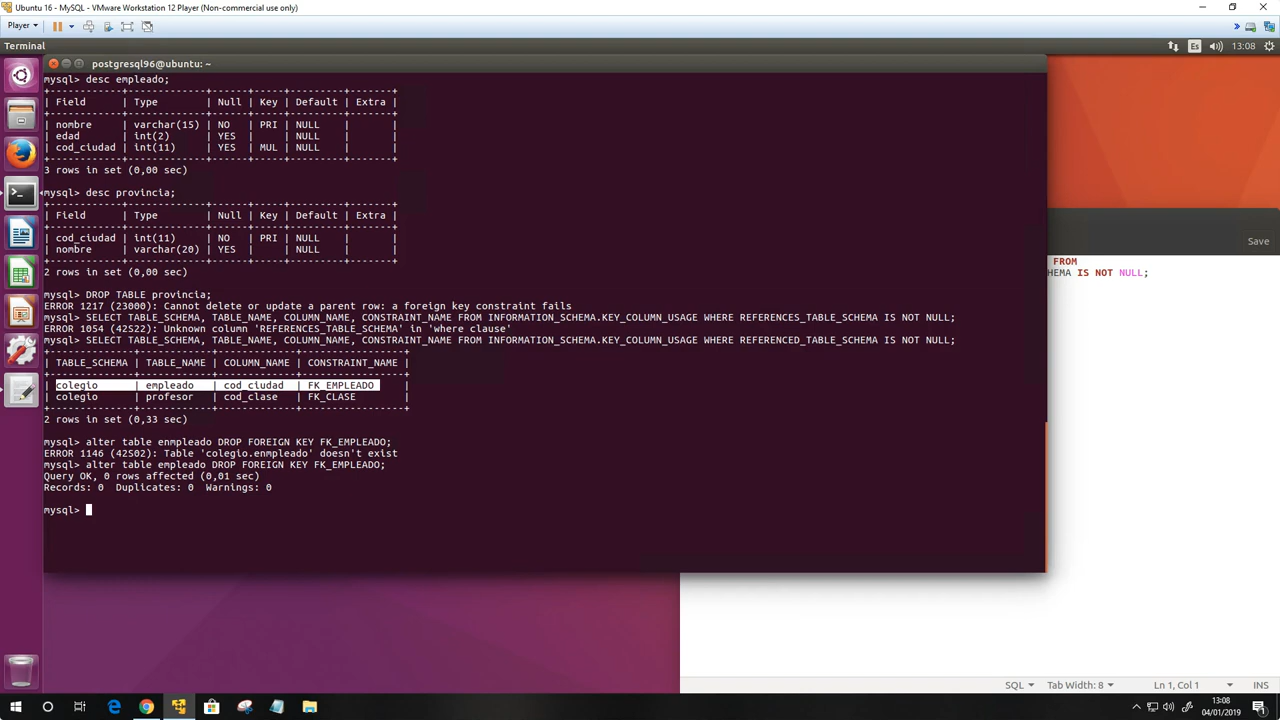 Ubuntu 16 - MySQL - VMware Workstation 12 Player (Non-commercial use only)
Player
Terminal
Es
13:08
postgresql96@ubuntu: ~
mysql> desc empleado;
+------------+-------------+------+-----+---------+-------+
| Field      | Type        | Null | Key | Default | Extra |
+------------+-------------+------+-----+---------+-------+
| nombre     | varchar(15) | NO   | PRI | NULL    |       |
| edad       | int(2)      | YES  |     | NULL    |       |
| cod_ciudad | int(11)     | YES  | MUL | NULL    |       |
+------------+-------------+------+-----+---------+-------+
3 rows in set (0,00 sec)
mysql> desc provincia;
+------------+-------------+------+-----+---------+-------+
| Field      | Type        | Null | Key | Default | Extra |
+------------+-------------+------+-----+---------+-------+
| cod_ciudad | int(11)     | NO   | PRI | NULL    |       |
| nombre     | varchar(20) | YES  |     | NULL    |       |
+------------+-------------+------+-----+---------+-------+
2 rows in set (0,00 sec)
mysql> DROP TABLE provincia;
ERROR 1217 (23000): Cannot delete or update a parent row: a foreign key constraint fails
mysql> SELECT TABLE_SCHEMA, TABLE_NAME, COLUMN_NAME, CONSTRAINT_NAME FROM INFORMATION_SCHEMA.KEY_COLUMN_USAGE WHERE REFERENCES_TABLE_SCHEMA IS NOT NULL;
ERROR 1054 (42S22): Unknown column 'REFERENCES_TABLE_SCHEMA' in 'where clause'
mysql> SELECT TABLE_SCHEMA, TABLE_NAME, COLUMN_NAME, CONSTRAINT_NAME FROM INFORMATION_SCHEMA.KEY_COLUMN_USAGE WHERE REFERENCED_TABLE_SCHEMA IS NOT NULL;
+--------------+------------+-------------+-----------------+
| TABLE_SCHEMA | TABLE_NAME | COLUMN_NAME | CONSTRAINT_NAME |
+--------------+------------+-------------+-----------------+
| colegio      | empleado   | cod_ciudad  | FK_EMPLEADO     |
| colegio      | profesor   | cod_clase   | FK_CLASE        |
+--------------+------------+-------------+-----------------+
2 rows in set (0,33 sec)
mysql> alter table enmpleado DROP FOREIGN KEY FK_EMPLEADO;
ERROR 1146 (42S02): Table 'colegio.enmpleado' doesn't exist
mysql> alter table empleado DROP FOREIGN KEY FK_EMPLEADO;
Query OK, 0 rows affected (0,01 sec)
Records: 0  Duplicates: 0  Warnings: 0
mysql>
Save
FROM
HEMA IS NOT NULL;
SQL
Tab Width: 8
Ln 1, Col 1
INS
13:08
04/01/2019